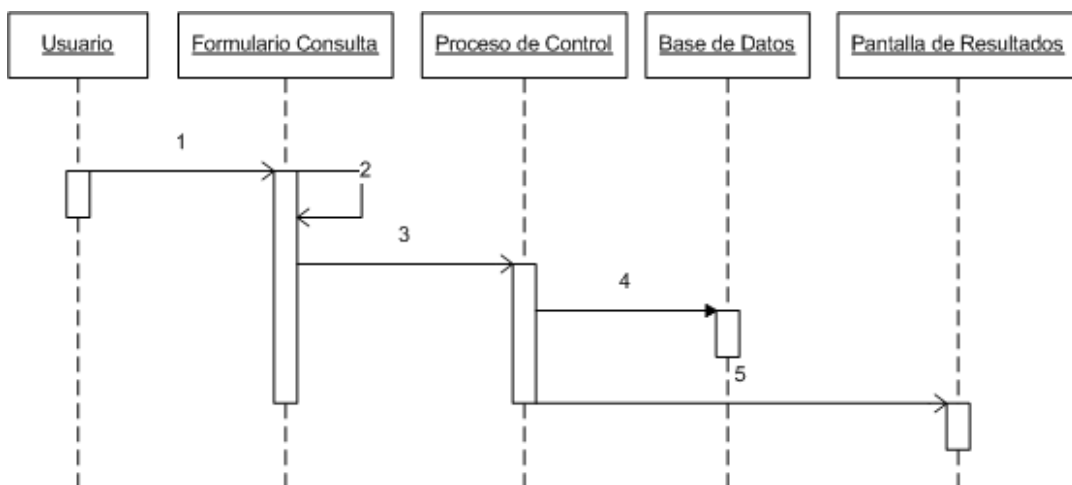 Usuario
Formulario Consulta
Proceso de Control
Base de Datos
Pantalla de Resultados
1
2
3
4
5